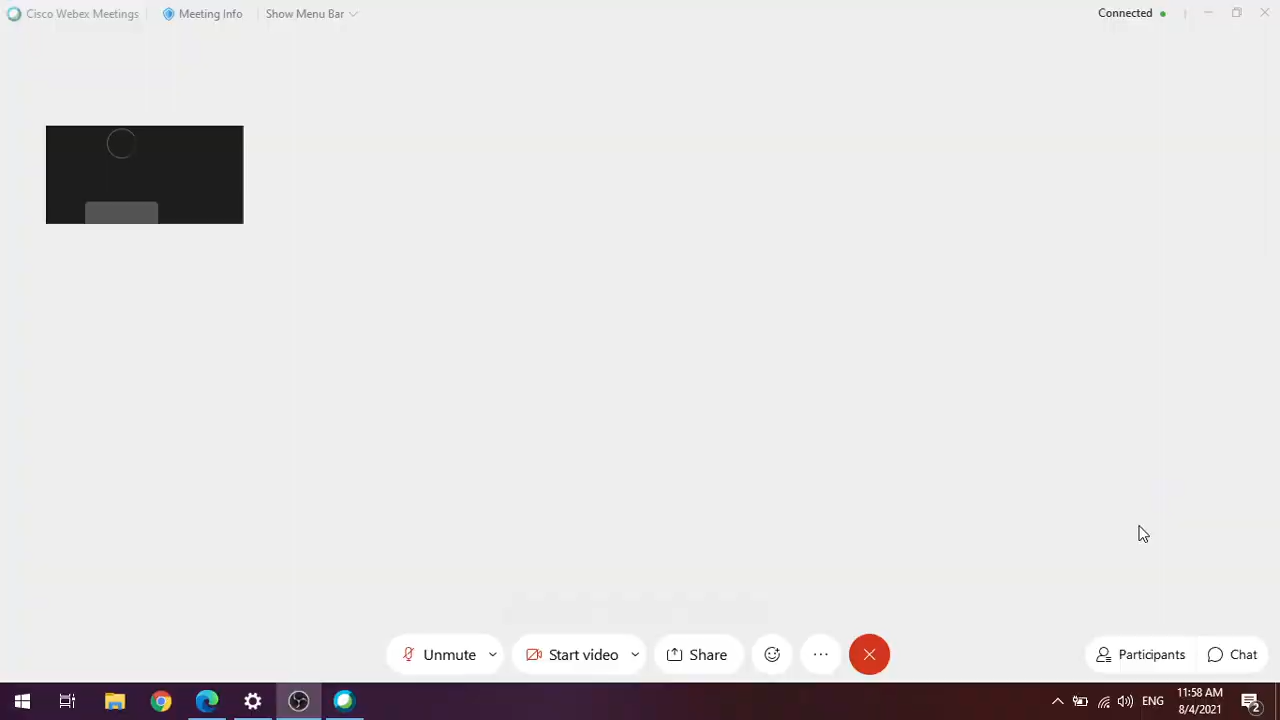 Cisco Webex Meetings Meeting Info Show Menu Bar Connected
Unmute Start video Share Participants Chat
ENG 11:58 AM
8/4/2021 2